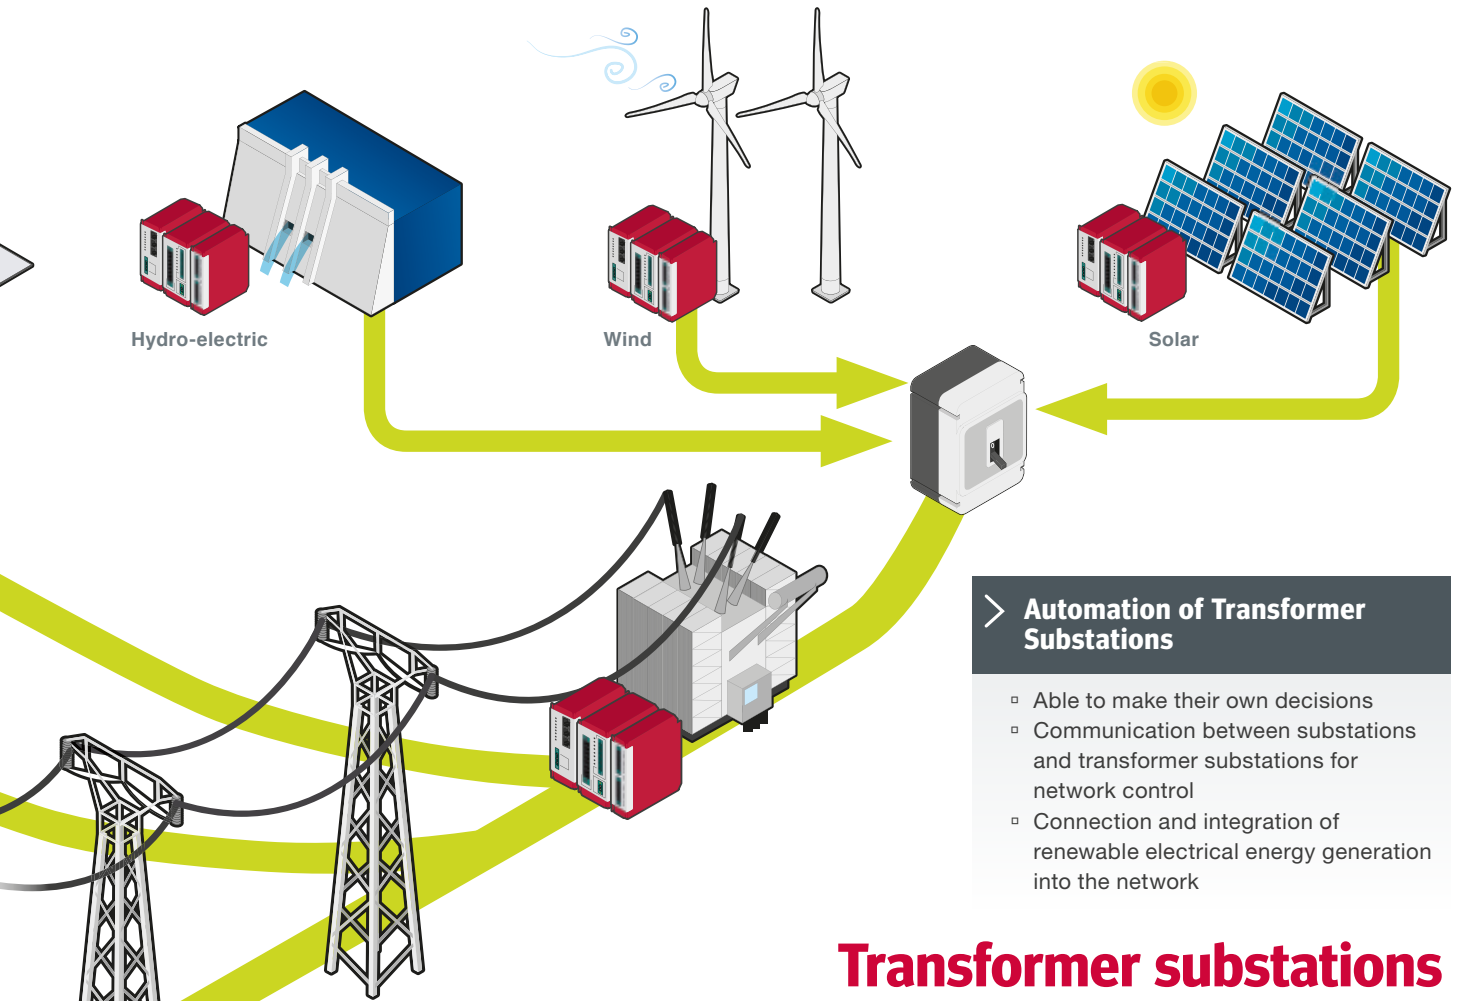 Hydro-electric
Wind
Solar
Automation of Transformer
Substations
▫ Able to make their own decisions
▫ Communication between substations
and transformer substations for
network control
▫ Connection and integration of
renewable electrical energy generation
into the network
Transformer substations